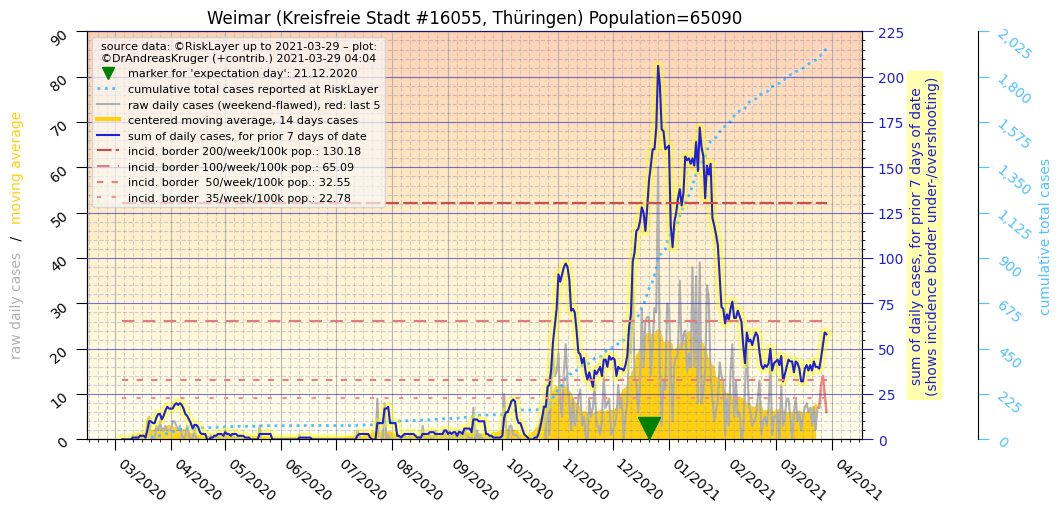 Weimar (Kreisfreie Stadt #16055, Thüringen) Population=65090
source data: ©RiskLayer up to 2021-03-29 – plot:
©DrAndreasKruger (+contrib.) 2021-03-29 04:04
marker for 'expectation day': 21.12.2020
cumulative total cases reported at RiskLayer
raw daily cases (weekend-flawed), red: last 5
centered moving average, 14 days cases
sum of daily cases, for prior 7 days of date
incid. border 200/week/100k pop.: 130.18
incid. border 100/week/100k pop.: 65.09
incid. border  50/week/100k pop.: 32.55
incid. border  35/week/100k pop.: 22.78
raw daily cases / moving average
90
80
70
60
50
40
30
20
10
0
03/2020
04/2020
05/2020
06/2020
07/2020
08/2020
09/2020
10/2020
11/2020
12/2020
01/2021
02/2021
03/2021
04/2021
225
200
175
150
125
100
75
50
25
0
sum of daily cases, for prior 7 days of date
(shows incidence border under-/overshooting)
2,025
1,800
1,575
1,350
1,125
900
675
450
225
0
cumulative total cases